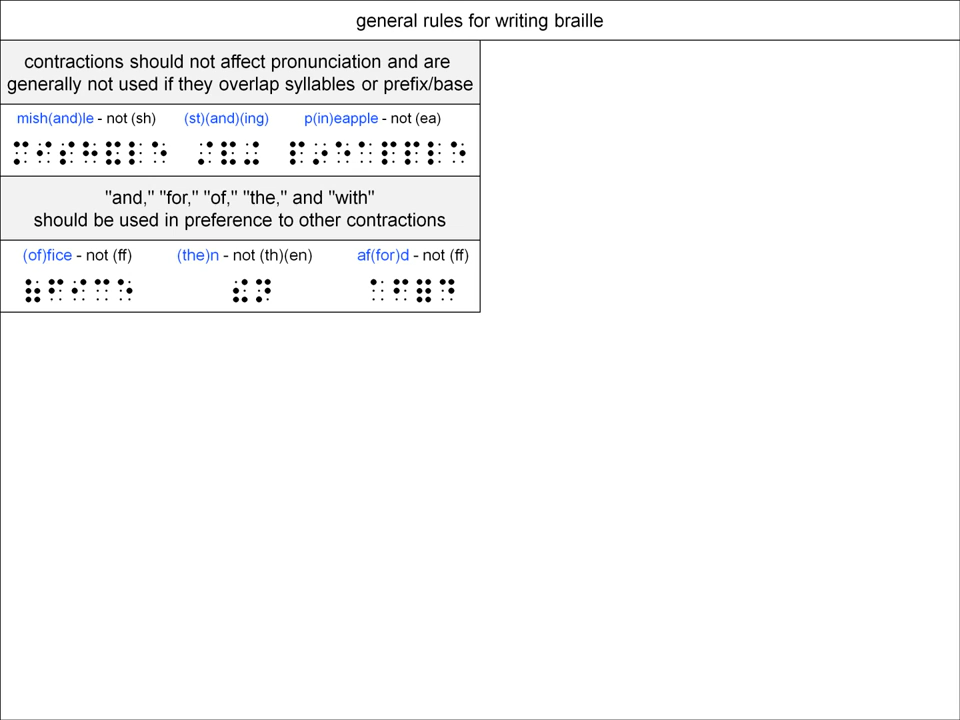 general rules for writing braille
contractions should not affect pronunciation and are
generally not used if they overlap syllables or prefix/base
mish(and)le - not (sh) (st)(and)(ing) p(in)eapple - not (ea)
⠍⠊⠎⠓⠯⠇⠑ ⠌⠯⠬ ⠏⠔⠑⠁⠏⠏⠇⠑
"and," "for," "of," "the," and "with"
should be used in preference to other contractions
(of)fice - not (ff) (the)n - not (th)(en) af(for)d - not (ff)
⠷⠋⠊⠉⠑ ⠮⠝ ⠁⠋⠿⠙